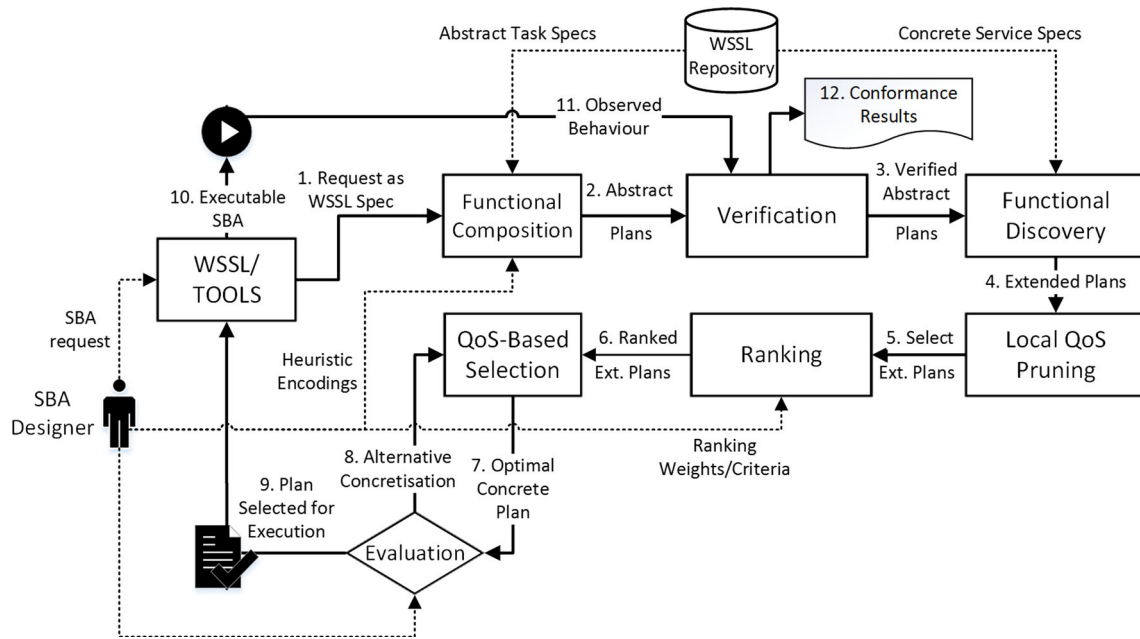 Abstract Task Specs
WSSL
Repository
Concrete Service Specs
12. Conformance
Results
11. Observed
Behaviour
10. Executable
SBA
1. Request as
WSSL Spec
Functional
Composition
2. Abstract
Plans
Verification
3. Verified
Abstract
Plans
Functional
Discovery
WSSL/
TOOLS
4. Extended Plans
SBA
request
Heuristic
Encodings
QoS-Based
Selection
6. Ranked
Ext. Plans
Ranking
5. Select
Ext. Plans
Local QoS
Pruning
SBA
Designer
Ranking
Weights/Criteria
8. Alternative
Concretisation
7. Optimal
Concrete
Plan
9. Plan
Selected for
Execution
Evaluation